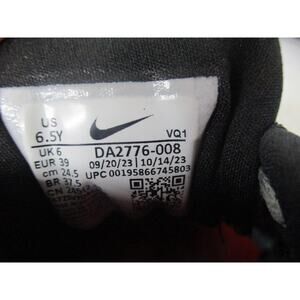 US
6.5Y
VQ1
UK 6
DA2776-008
EUR 39
09/20/23 10/14/23
cm 24.5
UPC 00195866745803
BR 37.5
CN